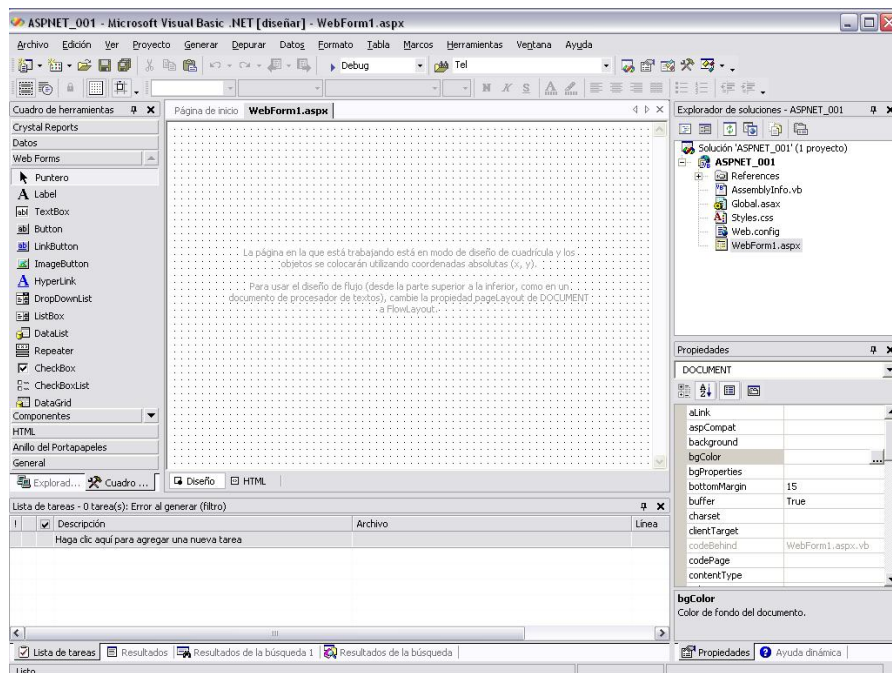 ASPNET_001 - Microsoft Visual Basic .NET [diseñar] - WebForm1.aspx
Archivo Edición Ver Proyecto Generar Depurar Datos Formato Tabla Marcos Herramientas Ventana Ayuda
Debug Tel
N K S A
Cuadro de herramientas
Crystal Reports
Datos
Web Forms
Puntero
A Label
abl TextBox
ab Button
ab LinkButton
ImageButton
A HyperLink
DropDownList
ListBox
DataList
Repeater
CheckBox
CheckBoxList
DataGrid
Componentes
HTML
Anillo del Portapapeles
General
Explorad... Cuadro ...
Página de inicio WebForm1.aspx
La página en la que está trabajando está en modo de diseño de cuadrícula y los
objetos se colocarán utilizando coordenadas absolutas (x, y).
Para usar el diseño de flujo (desde la parte superior a la inferior, como en un
documento de procesador de textos), cambie la propiedad pageLayout de DOCUMENT
a FlowLayout.
Diseño HTML
Explorador de soluciones - ASPNET_001
Solución 'ASPNET_001' (1 proyecto)
ASPNET_001
References
AssemblyInfo.vb
Global.asax
Styles.css
Web.config
WebForm1.aspx
Propiedades
DOCUMENT
aLink
aspCompat
background
bgColor ...
bgProperties
bottomMargin 15
buffer True
charset
clientTarget
codeBehind WebForm1.aspx.vb
codePage
contentType
bgColor
Color de fondo del documento.
Propiedades Ayuda dinámica
Lista de tareas - 0 tarea(s): Error al generar (filtro)
! Descripción Archivo Línea
Haga clic aquí para agregar una nueva tarea
Lista de tareas Resultados Resultados de la búsqueda 1 Resultados de la búsqueda
Listo